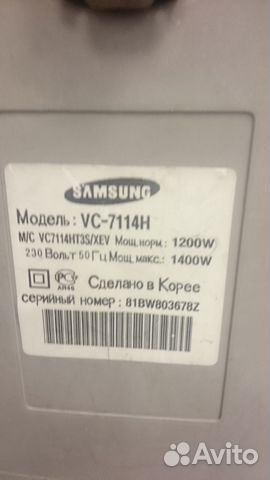 SAMSUNG
Модель: VC-7114H
M/C VC7114HT3S/XEV Мощ.норм.: 1200W
230 Вольт 50 Гц Мощ. макс.: 1400W
АЯ46 Сделано в Корее
серийный номер : 81BW803678Z
Avito